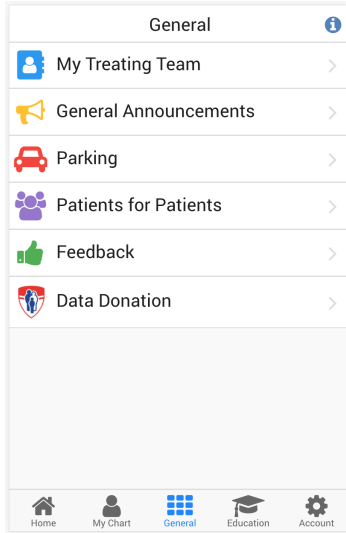 General
My Treating Team
General Announcements
Parking
Patients for Patients
Feedback
Data Donation
Home
My Chart
General
Education
Account